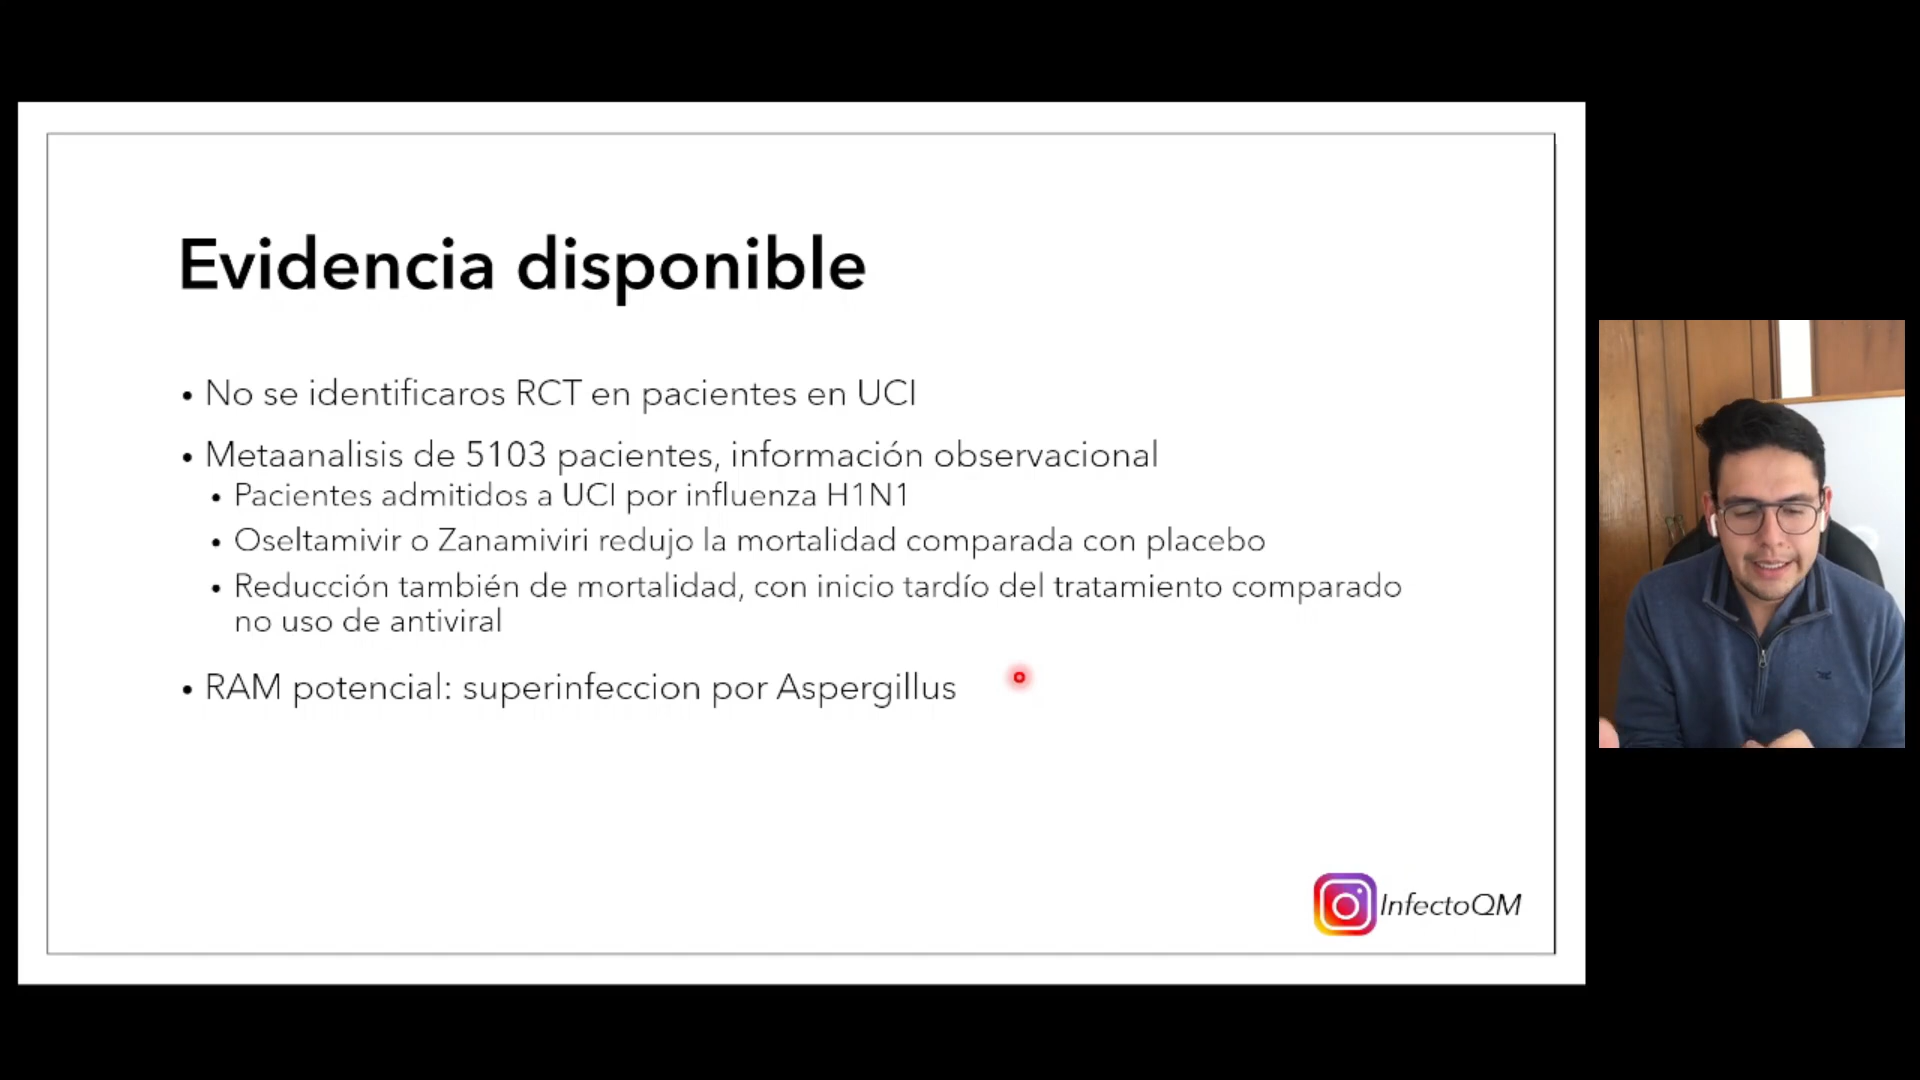 Evidencia disponible
• No se identificaros RCT en pacientes en UCI
• Metaanalisis de 5103 pacientes, información observacional
• Pacientes admitidos a UCI por influenza H1N1
• Oseltamivir o Zanamiviri redujo la mortalidad comparada con placebo
• Reducción también de mortalidad, con inicio tardío del tratamiento comparado
no uso de antiviral
• RAM potencial: superinfeccion por Aspergillus
InfectoQM